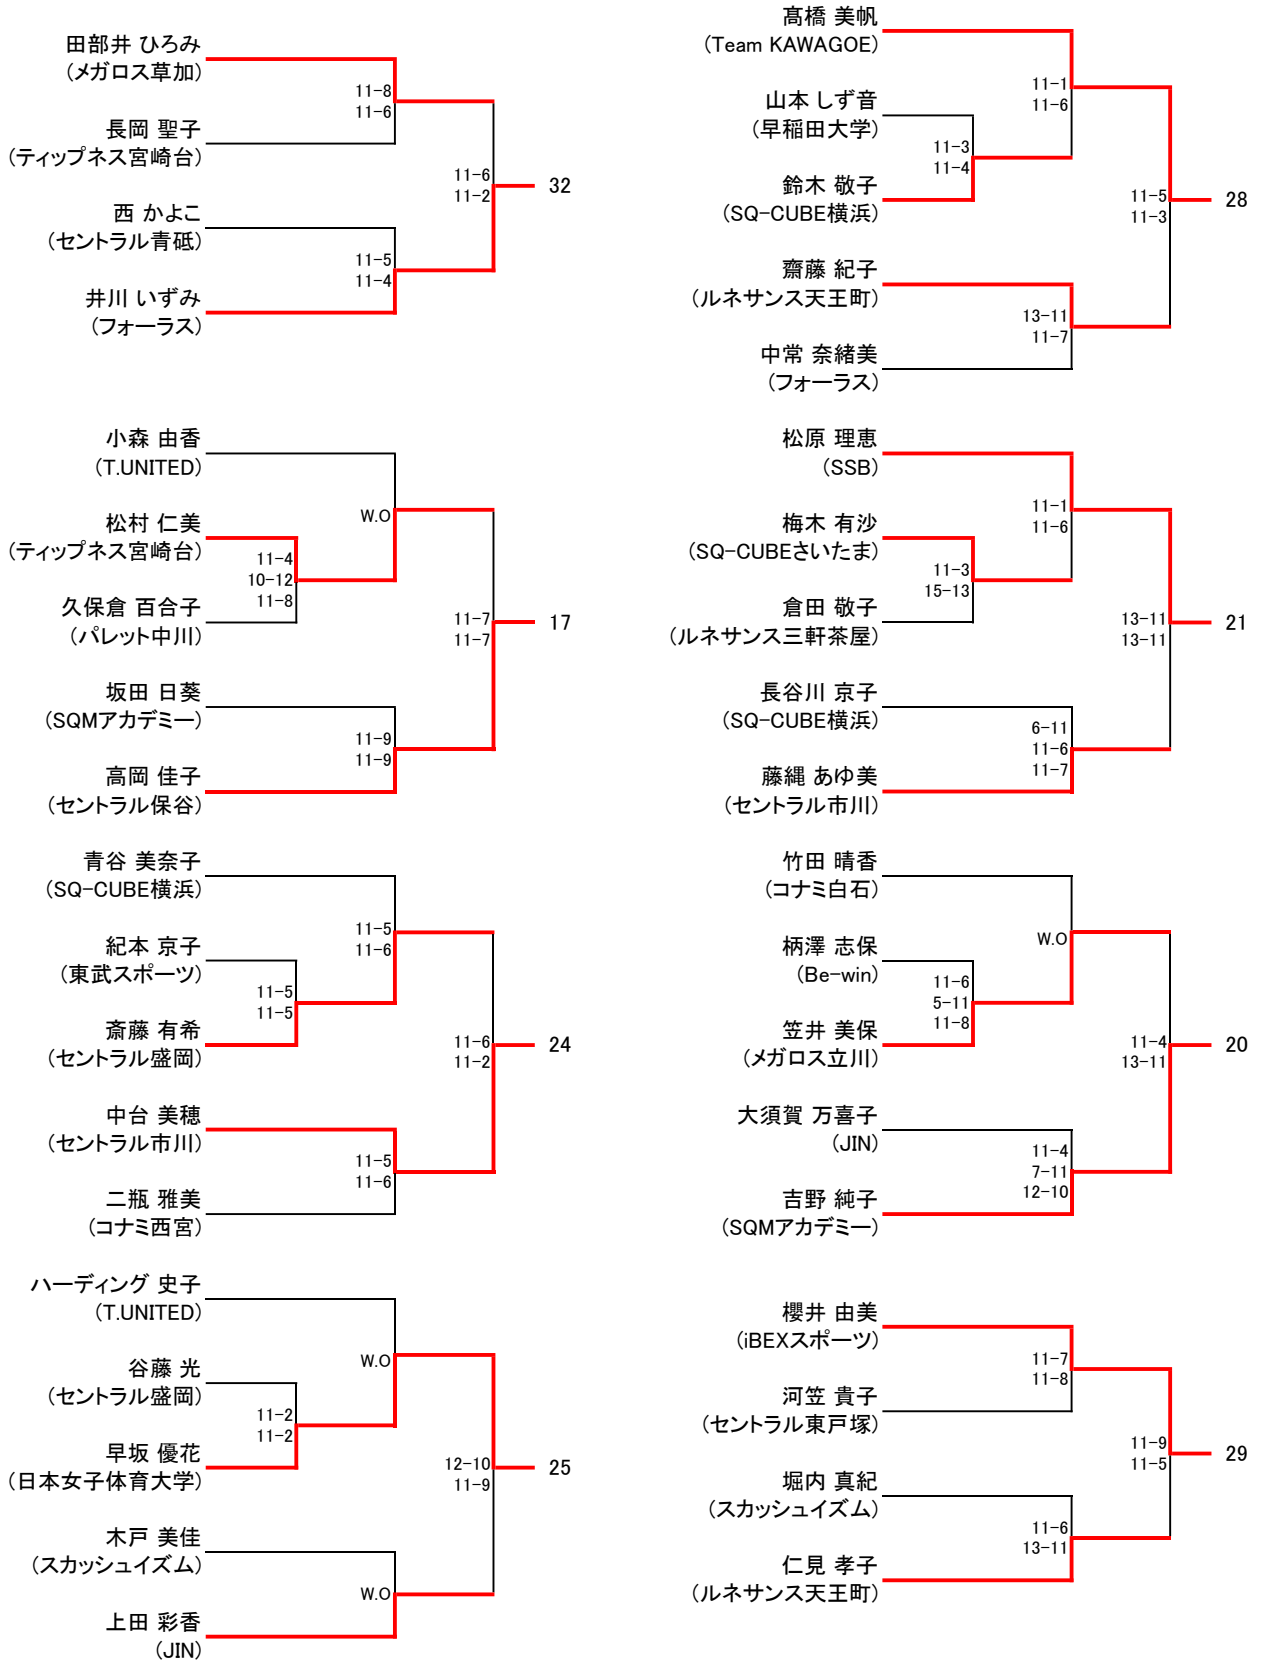 田部井 ひろみ
(メガロス草加)
11-8
11-6
長岡 聖子
(ティップネス宮崎台)
11-6
11-2
32
西 かよこ
(セントラル青砥)
11-5
11-4
井川 いずみ
(フォーラス)
小森 由香
(T.UNITED)
W.O
松村 仁美
(ティップネス宮崎台)
11-4
10-12
11-8
久保倉 百合子
(パレット中川)
11-7
11-7
17
坂田 日葵
(SQMアカデミー)
11-9
11-9
高岡 佳子
(セントラル保谷)
青谷 美奈子
(SQ-CUBE横浜)
11-5
11-6
紀本 京子
(東武スポーツ)
11-5
11-5
斎藤 有希
(セントラル盛岡)
11-6
11-2
24
中台 美穂
(セントラル市川)
11-5
11-6
二瓶 雅美
(コナミ西宮)
ハーディング 史子
(T.UNITED)
W.O
谷藤 光
(セントラル盛岡)
11-2
11-2
早坂 優花
(日本女子体育大学)
12-10
11-9
25
木戸 美佳
(スカッシュイズム)
W.O
上田 彩香
(JIN)
髙橋 美帆
(Team KAWAGOE)
11-1
11-6
山本 しず音
(早稲田大学)
11-3
11-4
鈴木 敬子
(SQ-CUBE横浜)
11-5
11-3
28
齋藤 紀子
(ルネサンス天王町)
13-11
11-7
中常 奈緒美
(フォーラス)
松原 理恵
(SSB)
11-1
11-6
梅木 有沙
(SQ-CUBEさいたま)
11-3
15-13
倉田 敬子
(ルネサンス三軒茶屋)
13-11
13-11
21
長谷川 京子
(SQ-CUBE横浜)
6-11
11-6
11-7
藤縄 あゆ美
(セントラル市川)
竹田 晴香
(コナミ白石)
W.O
柄澤 志保
(Be-win)
11-6
5-11
11-8
笠井 美保
(メガロス立川)
11-4
13-11
20
大須賀 万喜子
(JIN)
11-4
7-11
12-10
吉野 純子
(SQMアカデミー)
櫻井 由美
(iBEXスポーツ)
11-7
11-8
河笠 貴子
(セントラル東戸塚)
11-9
11-5
29
堀内 真紀
(スカッシュイズム)
11-6
13-11
仁見 孝子
(ルネサンス天王町)